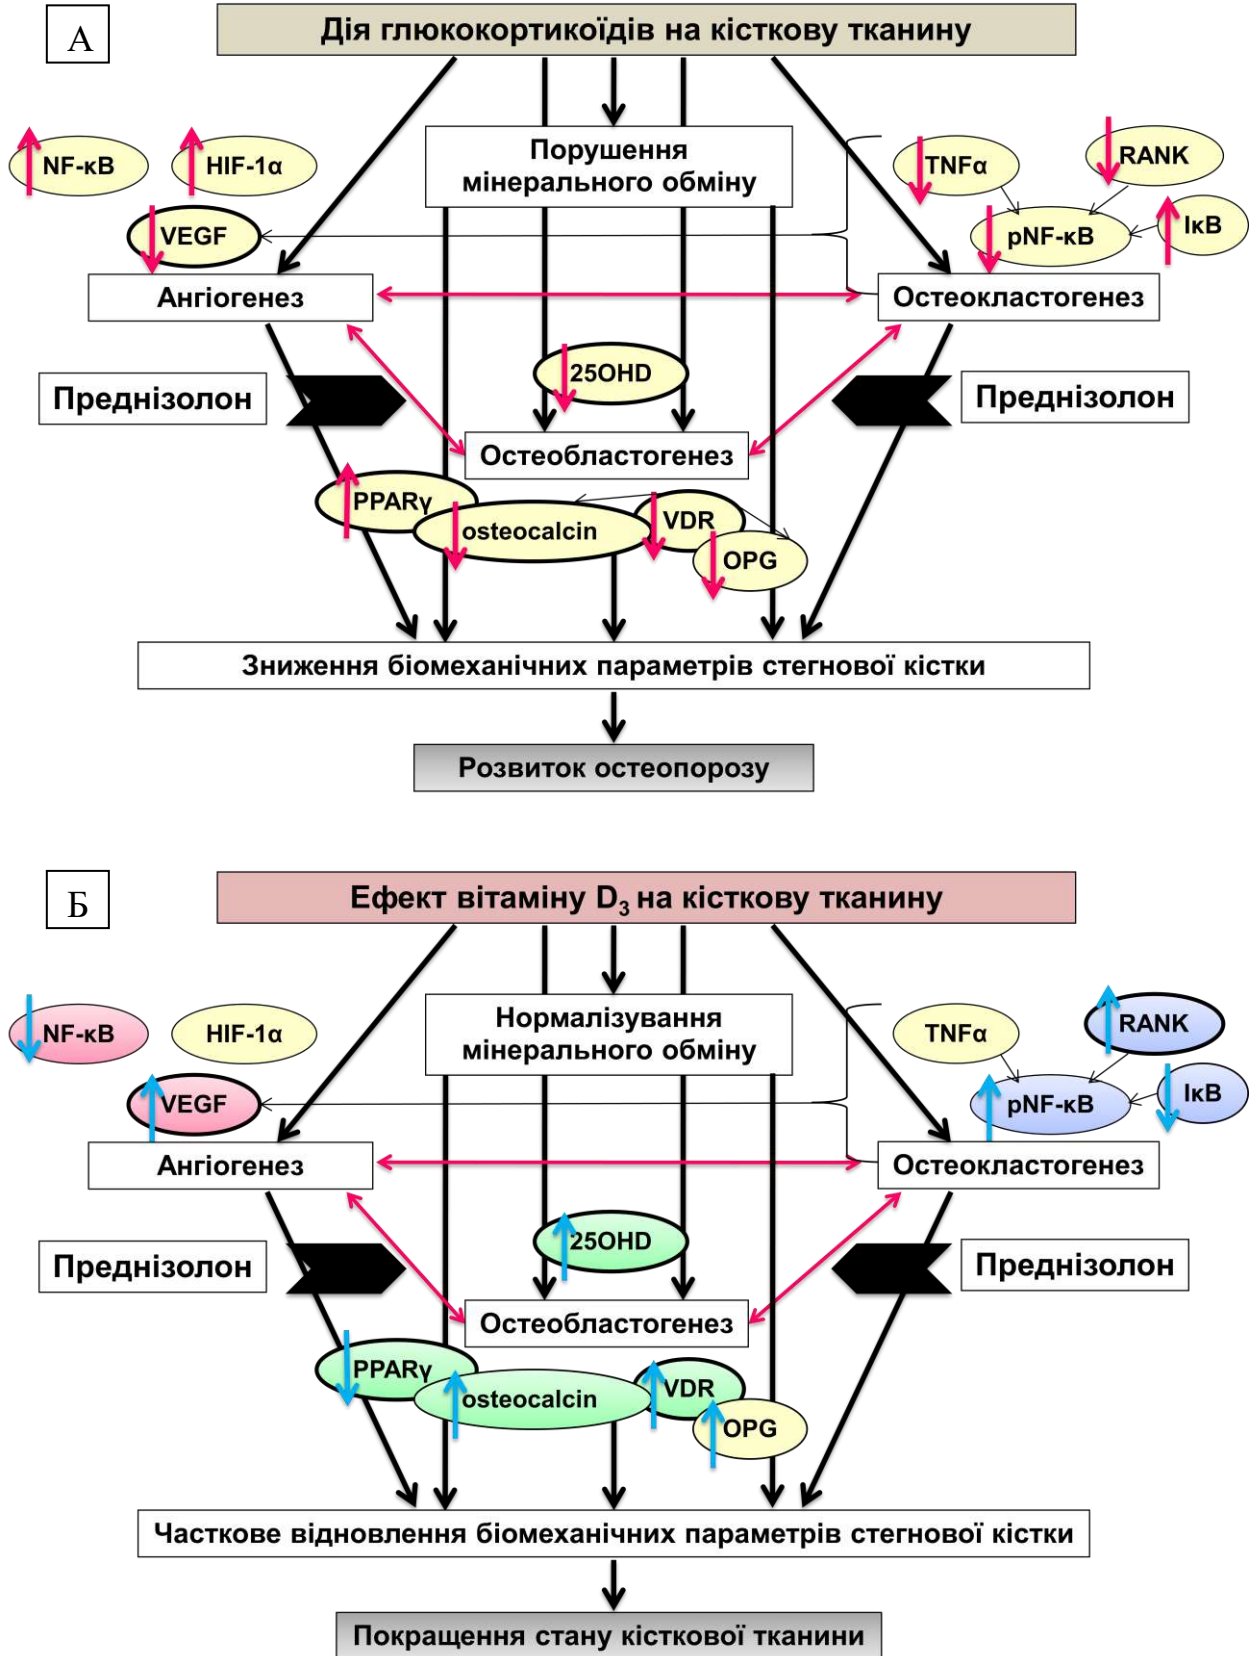 А
Дія глюкокортикоїдів на кісткову тканину
NF-κB
HIF-1α
VEGF
Порушення
мінерального обміну
TNFα
RANK
pNF-κB
IκB
Ангіогенез
Остеокластогенез
25OHD
Преднізолон
Преднізолон
Остеобластогенез
PPARγ
osteocalcin
VDR
OPG
Зниження біомеханічних параметрів стегнової кістки
Розвиток остеопорозу
Б
Ефект вітаміну D₃ на кісткову тканину
NF-κB
HIF-1α
VEGF
Нормалізування
мінерального обміну
TNFα
RANK
pNF-κB
IκB
Ангіогенез
Остеокластогенез
25OHD
Преднізолон
Преднізолон
Остеобластогенез
PPARγ
osteocalcin
VDR
OPG
Часткове відновлення біомеханічних параметрів стегнової кістки
Покращення стану кісткової тканини